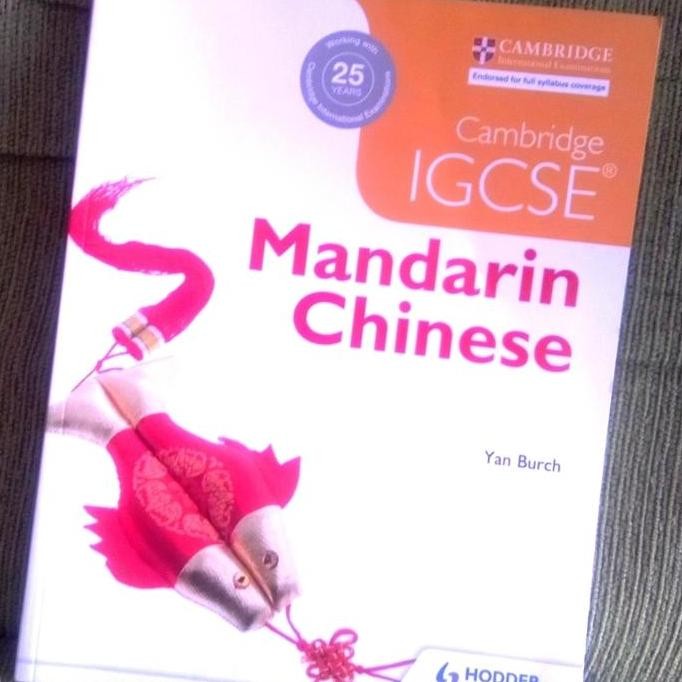 Working with
25
YEARS
Cambridge International Examinations
CAMBRIDGE
International Examinations
Endorsed for full syllabus coverage
Cambridge
IGCSE®
Mandarin
Chinese
Yan Burch
HODDER